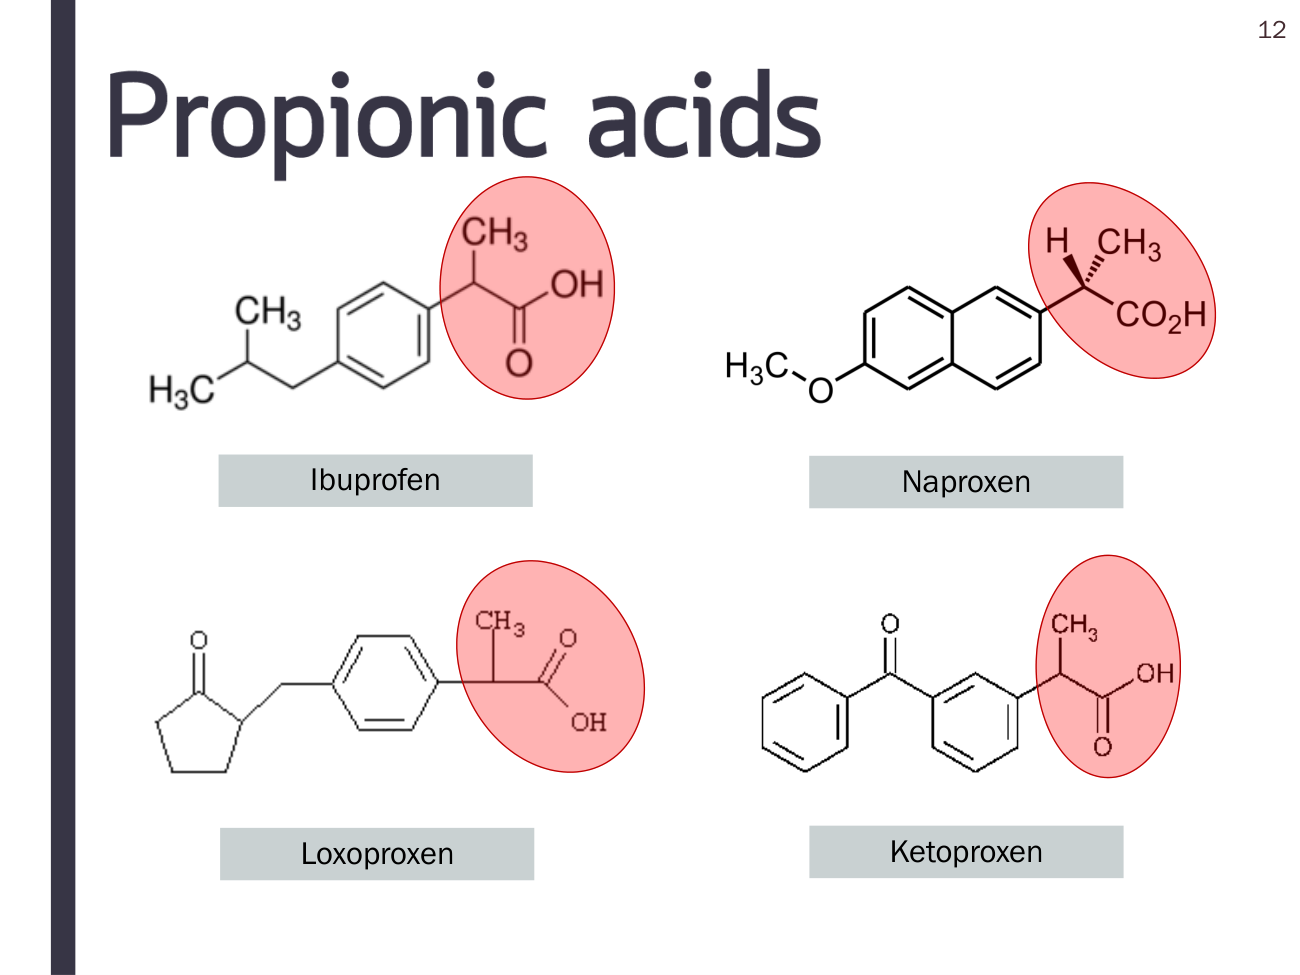 12
Propionic acids
CH3
OH
O
CH3
H3C
Ibuprofen
H CH3
CO2H
H3C
O
Naproxen
CH3
O
OH
O
Loxoproxen
O
CH3
OH
O
Ketoproxen